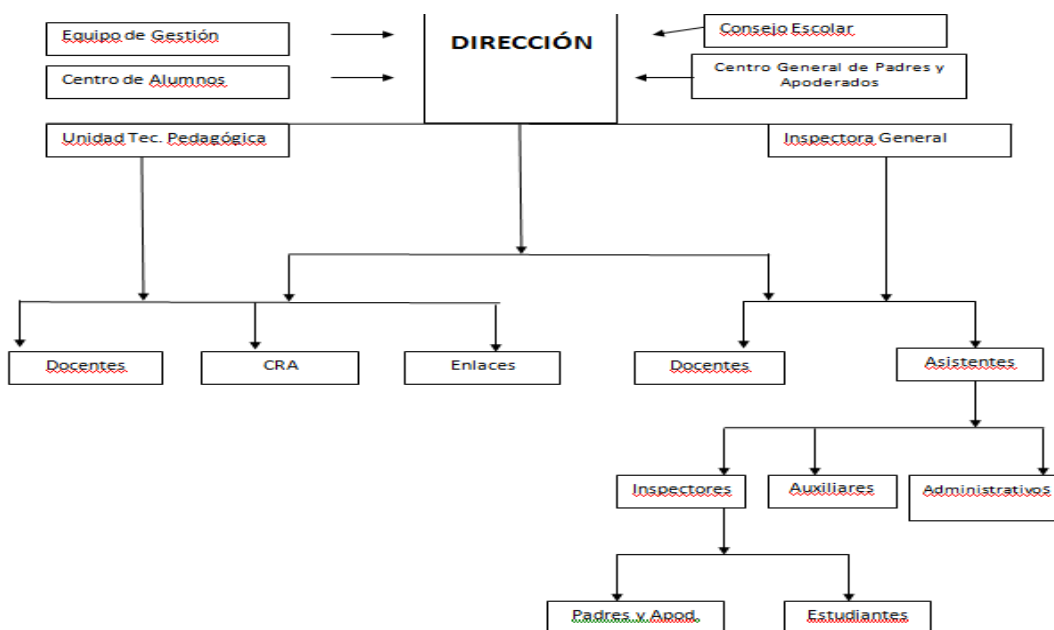 Equipo de Gestión
DIRECCIÓN
Consejo Escolar
Centro de Alumnos
Centro General de Padres y
Apoderados
Unidad Tec. Pedagógica
Inspectora General
Docentes
CRA
Enlaces
Docentes
Asistentes
Inspectores
Auxiliares
Administrativos
Padres y Apod.
Estudiantes